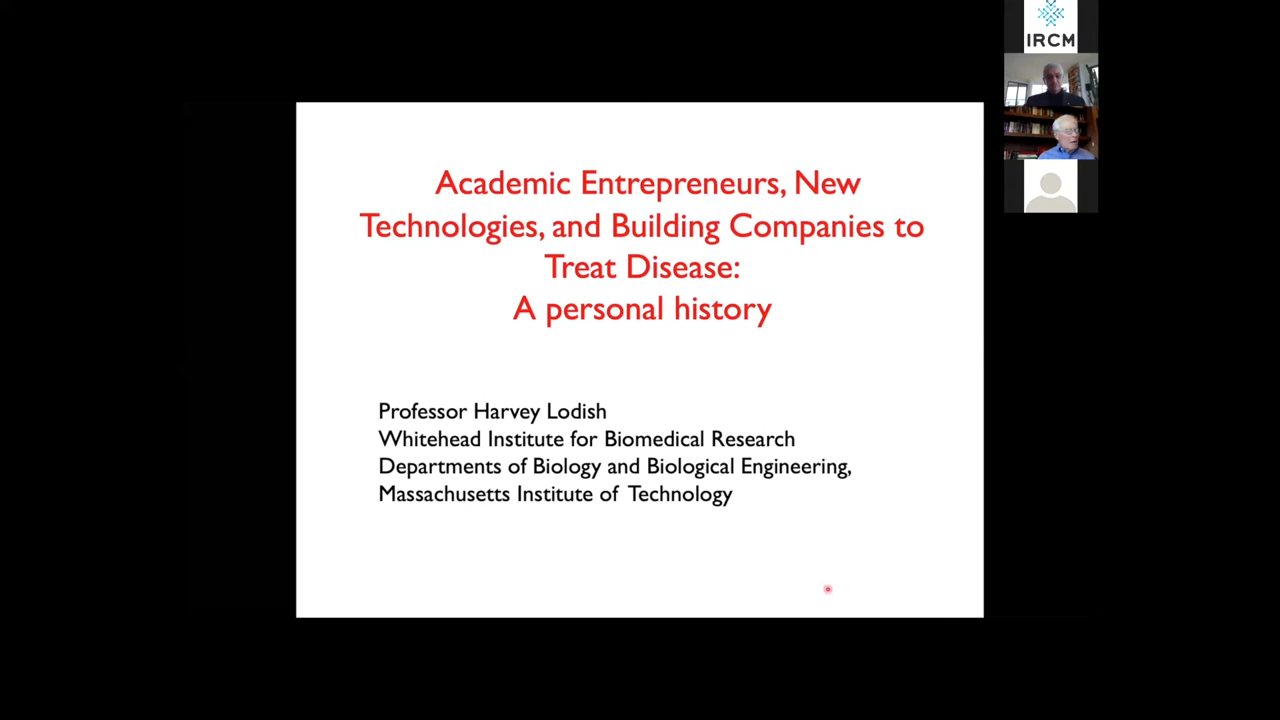 IRCM
Academic Entrepreneurs, New
Technologies, and Building Companies to
Treat Disease:
A personal history
Professor Harvey Lodish
Whitehead Institute for Biomedical Research
Departments of Biology and Biological Engineering,
Massachusetts Institute of Technology